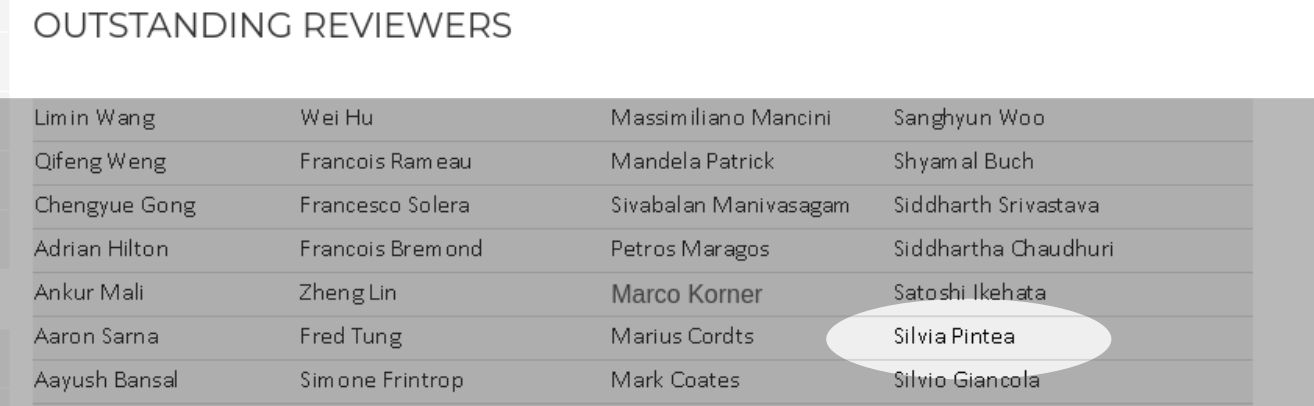 OUTSTANDING REVIEWERS
Limin Wang Wei Hu Massimiliano Mancini Sanghyun Woo
Qifeng Weng Francois Rameau Mandela Patrick Shyamal Buch
Chengyue Gong Francesco Solera Sivabalan Manivasagam Siddharth Srivastava
Adrian Hilton Francois Bremond Petros Maragos Siddhartha Chaudhuri
Ankur Mali Zheng Lin Marco Korner Satoshi Ikehata
Aaron Sarna Fred Tung Marius Cordts Silvia Pintea
Aayush Bansal Simone Frintrop Mark Coates Silvio Giancola